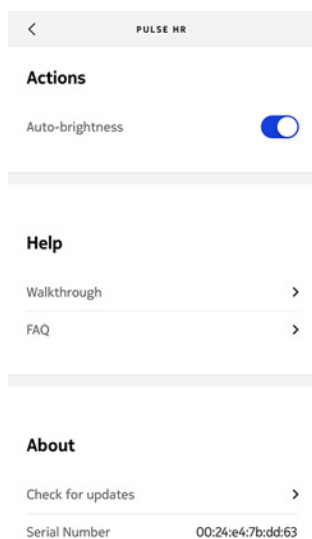 PULSE HR
Actions
Auto-brightness
Help
Walkthrough
FAQ
About
Check for updates
Serial Number 00:24:e4:7b:dd:63